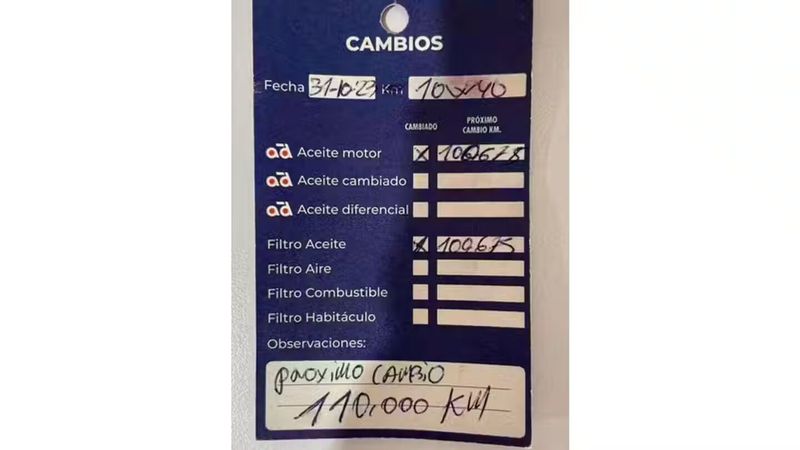 CAMBIOS
Fecha 31-10-23 Km
CAMBIADO PRÓXIMO CAMBIO KM.
ad Aceite motor X
ad Aceite cambiado
ad Aceite diferencial
Filtro Aceite X
Filtro Aire
Filtro Combustible
Filtro Habitáculo
Observaciones:
proximo CAMBIO
110.000 KM